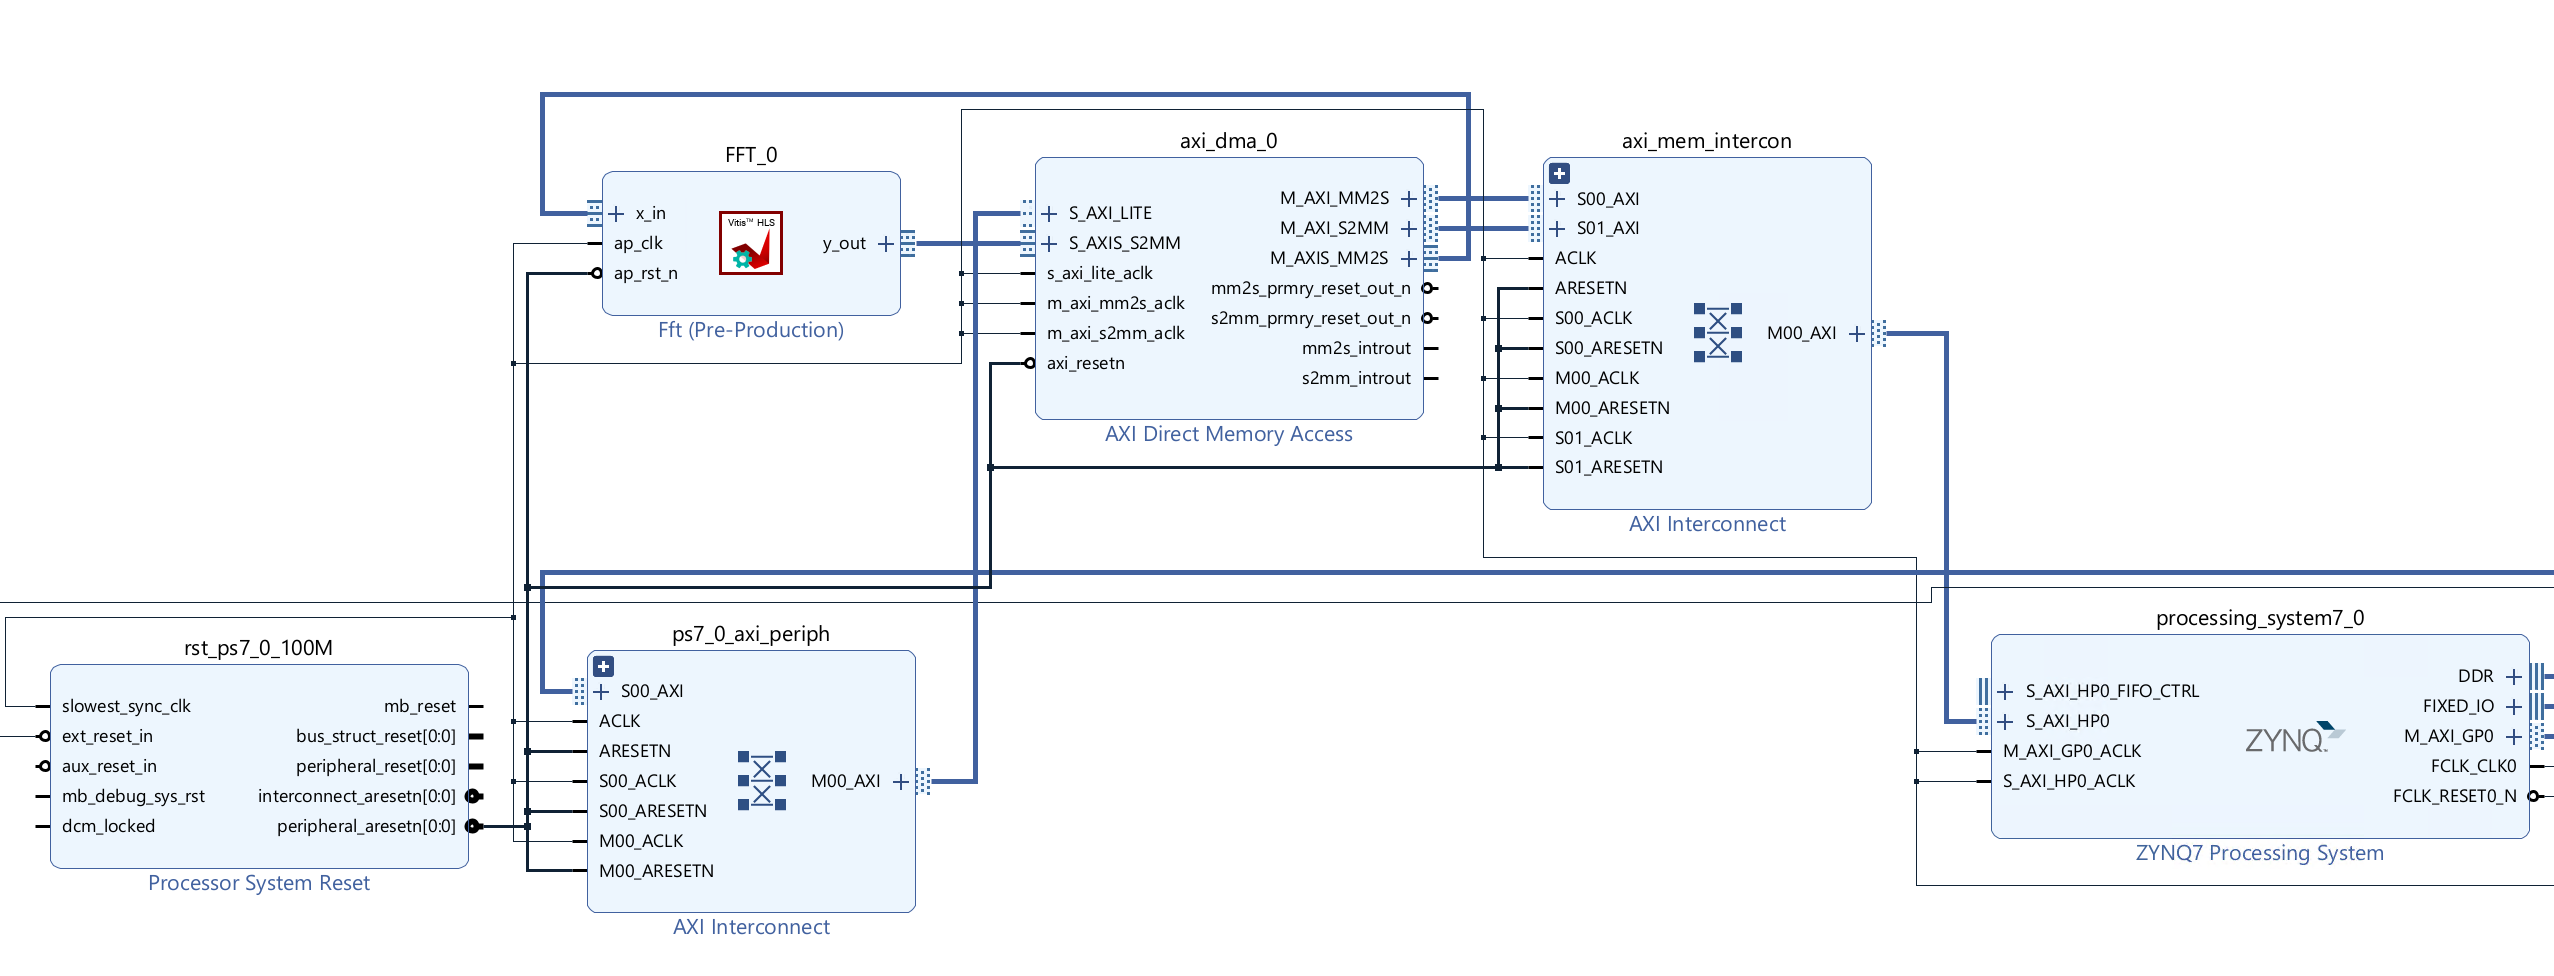 FFT_0
x_in
ap_clk
ap_rst_n
Vitis™ HLS
y_out
Fft (Pre-Production)
axi_dma_0
S_AXI_LITE
S_AXIS_S2MM
s_axi_lite_aclk
m_axi_mm2s_aclk
m_axi_s2mm_aclk
axi_resetn
M_AXI_MM2S
M_AXI_S2MM
M_AXIS_MM2S
mm2s_prmry_reset_out_n
s2mm_prmry_reset_out_n
mm2s_introut
s2mm_introut
AXI Direct Memory Access
axi_mem_intercon
S00_AXI
S01_AXI
ACLK
ARESETN
S00_ACLK
S00_ARESETN
M00_ACLK
M00_ARESETN
S01_ACLK
S01_ARESETN
M00_AXI
AXI Interconnect
rst_ps7_0_100M
slowest_sync_clk
ext_reset_in
aux_reset_in
mb_debug_sys_rst
dcm_locked
mb_reset
bus_struct_reset[0:0]
peripheral_reset[0:0]
interconnect_aresetn[0:0]
peripheral_aresetn[0:0]
Processor System Reset
ps7_0_axi_periph
S00_AXI
ACLK
ARESETN
S00_ACLK
S00_ARESETN
M00_ACLK
M00_ARESETN
M00_AXI
AXI Interconnect
processing_system7_0
S_AXI_HP0_FIFO_CTRL
S_AXI_HP0
M_AXI_GP0_ACLK
S_AXI_HP0_ACLK
ZYNQ
DDR
FIXED_IO
M_AXI_GP0
FCLK_CLK0
FCLK_RESET0_N
ZYNQ7 Processing System